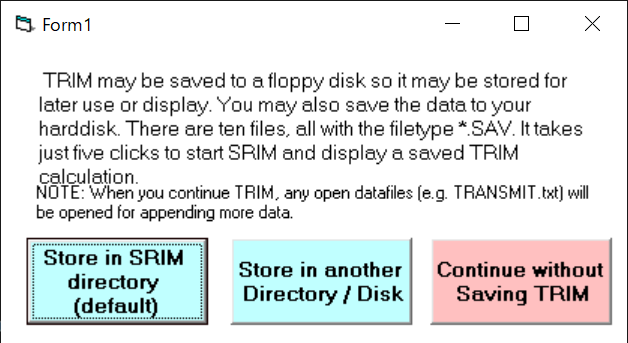 Form1
TRIM may be saved to a floppy disk so it may be stored for
later use or display. You may also save the data to your
harddisk. There are ten files, all with the filetype *.SAV. It takes
just five clicks to start SRIM and display a saved TRIM
calculation.
NOTE: When you continue TRIM, any open datafiles (e.g. TRANSMIT.txt) will
be opened for appending more data.
Store in SRIM
directory
(default)
Store in another
Directory / Disk
Continue without
Saving TRIM